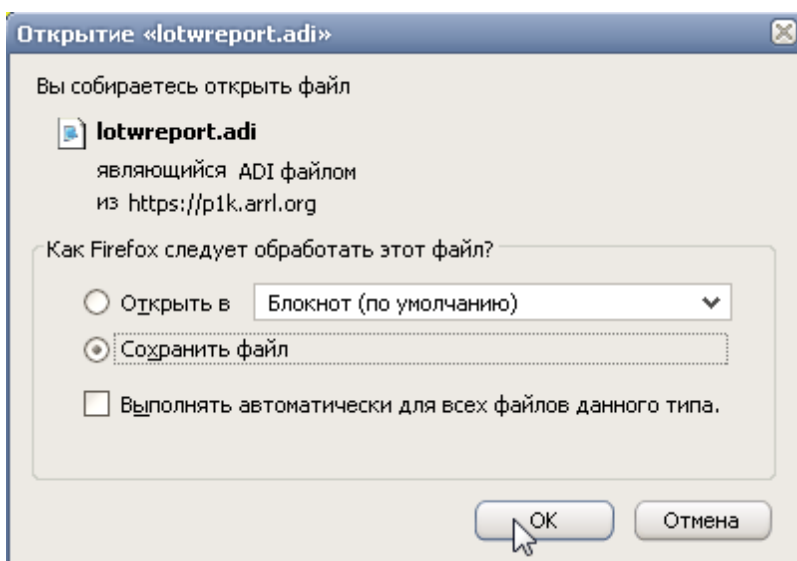 Открытие «lotwreport.adi»
Вы собираетесь открыть файл
lotwreport.adi
являющийся ADI файлом
из https://p1k.arrl.org
Как Firefox следует обработать этот файл?
Открыть в Блокнот (по умолчанию)
Сохранить файл
Выполнять автоматически для всех файлов данного типа.
OK Отмена